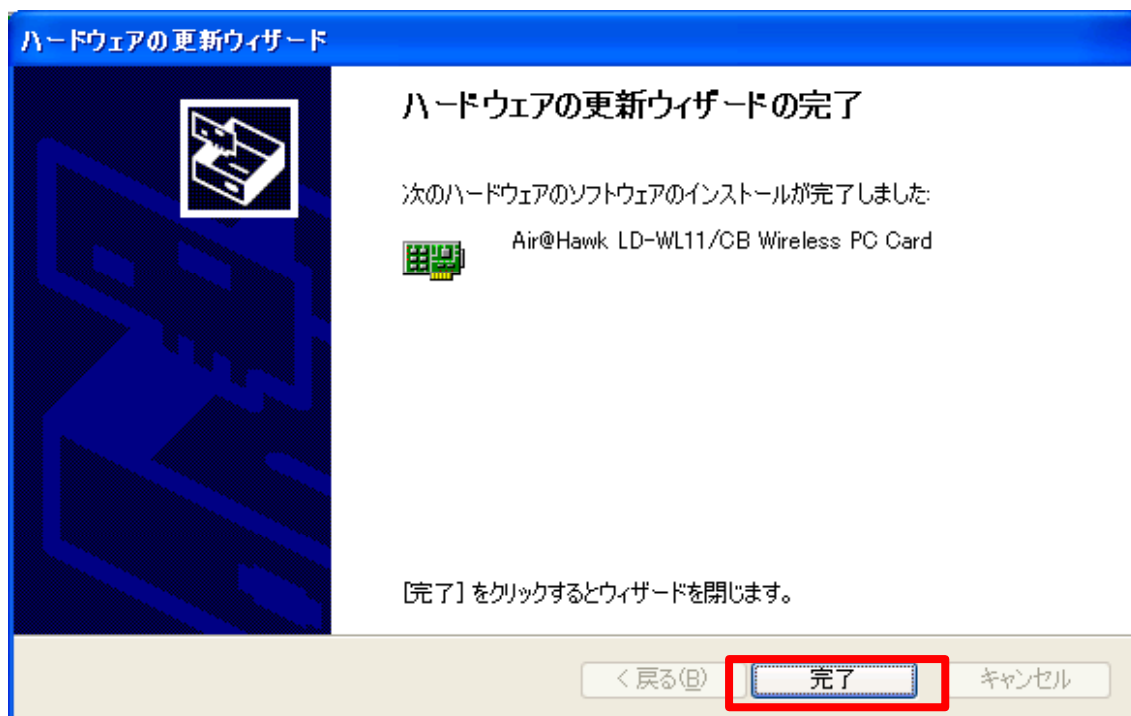 ハードウェアの更新ウィザード
ハードウェアの更新ウィザードの完了
次のハードウェアのソフトウェアのインストールが完了しました:
Air@Hawk LD-WL11/CB Wireless PC Card
[完了] をクリックするとウィザードを閉じます。
< 戻る(B)
完了
キャンセル